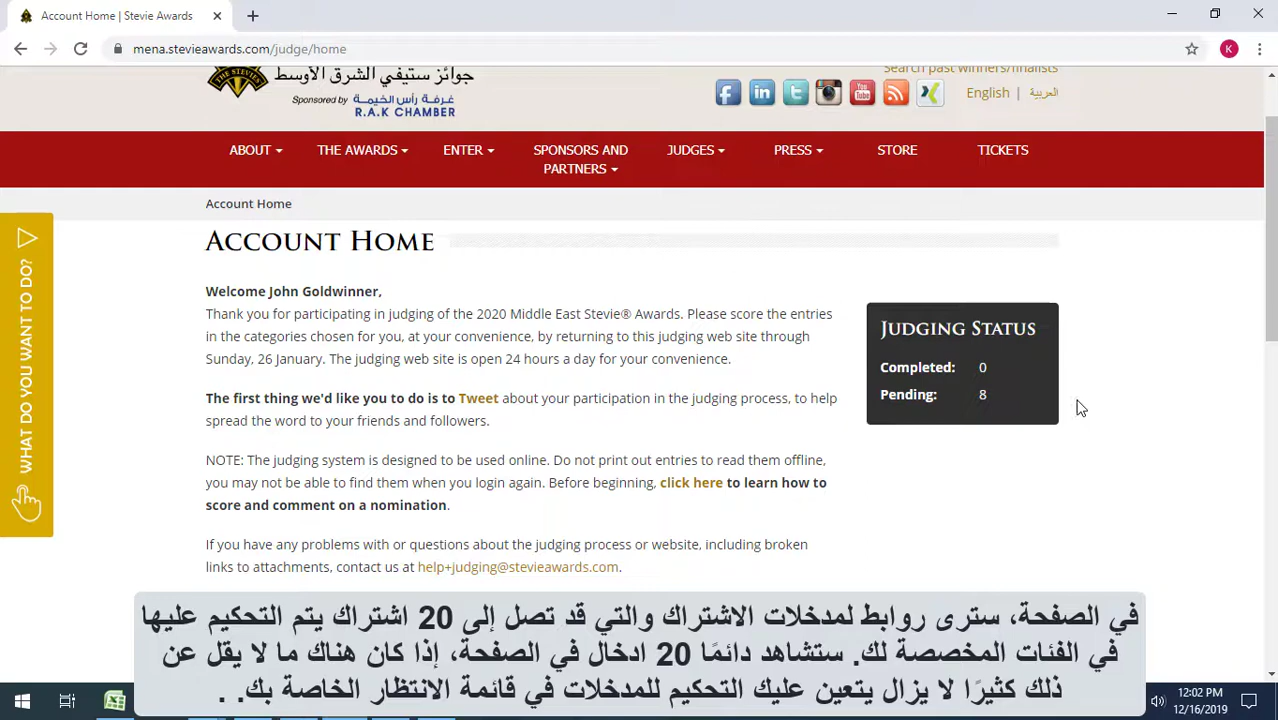 Account Home | Stevie Awards
mena.stevieawards.com/judge/home
K
THE STEVIES
جوائز ستيفي الشرق الأوسط
Sponsored by غرفة رأس الخيمة
R.A.K CHAMBER
Search past winners/finalists
English | العربية
ABOUT THE AWARDS ENTER SPONSORS AND PARTNERS JUDGES PRESS STORE TICKETS
Account Home
ACCOUNT HOME
WHAT DO YOU WANT TO DO?
Welcome John Goldwinner,
Thank you for participating in judging of the 2020 Middle East Stevie® Awards. Please score the entries
in the categories chosen for you, at your convenience, by returning to this judging web site through
Sunday, 26 January. The judging web site is open 24 hours a day for your convenience.
The first thing we'd like you to do is to Tweet about your participation in the judging process, to help
spread the word to your friends and followers.
NOTE: The judging system is designed to be used online. Do not print out entries to read them offline,
you may not be able to find them when you login again. Before beginning, click here to learn how to
score and comment on a nomination.
If you have any problems with or questions about the judging process or website, including broken
links to attachments, contact us at help+judging@stevieawards.com.
JUDGING STATUS
Completed: 0
Pending: 8
في الصفحة، سترى روابط لمدخلات الاشتراك والتي قد تصل إلى 20 اشتراك يتم التحكيم عليها
في الفئات المخصصة لك. ستشاهد دائمًا 20 ادخال في الصفحة، إذا كان هناك ما لا يقل عن
ذلك كثيرًا لا يزال يتعين عليك التحكيم للمدخلات في قائمة الانتظار الخاصة بك. .
12:02 PM
12/16/2019